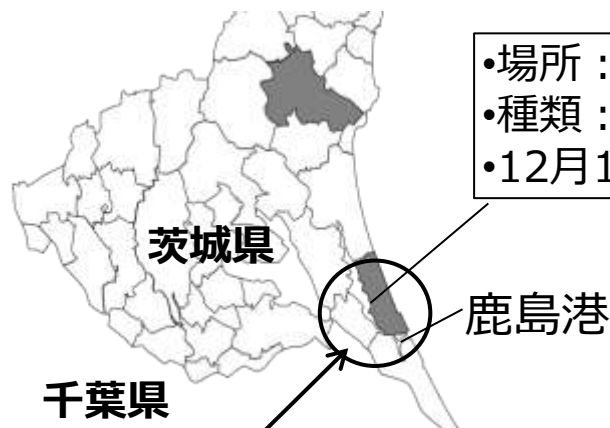 •場所：
•種類：
•12月1
茨城県
鹿島港
千葉県